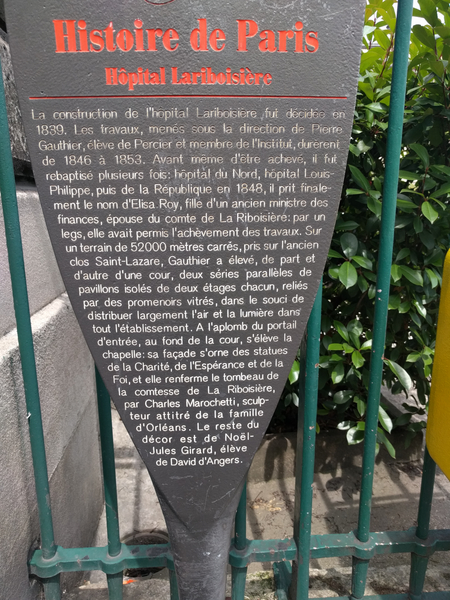 Histoire de Paris
Hôpital Lariboisière
La construction de l'hôpital Lariboisière fut décidée en
1839. Les travaux, menés sous la direction de Pierre
Gauthier, élève de Percier et membre de l'Institut, durèrent
de 1846 à 1853. Avant même d'être achevé, il fut
rebaptisé plusieurs fois: hôpital du Nord, hôpital Louis-
Philippe, puis de la République en 1848, il prit finale-
ment le nom d'Elisa Roy, fille d'un ancien ministre des
finances, épouse du comte de La Riboisière: par un
legs, elle avait permis l'achèvement des travaux. Sur
un terrain de 52000 mètres carrés, pris sur l'ancien
clos Saint-Lazare, Gauthier a élevé, de part et
d'autre d'une cour, deux séries parallèles de
pavillons isolés de deux étages chacun, reliés
par des promenoirs vitrés, dans le souci de
distribuer largement l'air et la lumière dans
tout l'établissement. A l'aplomb du portail
d'entrée, au fond de la cour, s'élève la
chapelle: sa façade s'orne des statues
de la Charité, de l'Espérance et de la
Foi, et elle renferme le tombeau de
la comtesse de La Riboisière,
par Charles Marochetti, sculp-
teur attitré de la famille
d'Orléans. Le reste du
décor est de Noël-
Jules Girard, élève
de David d'Angers.